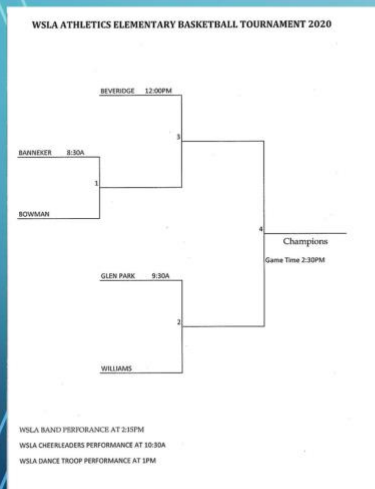 WSLA ATHLETICS ELEMENTARY BASKETBALL TOURNAMENT 2020
BEVERIDGE 12:00PM
3
BANNEKER 8:30A
1
BOWMAN
4
Champions
Game Time 2:30PM
GLEN PARK 9:30A
2
WILLIAMS
WSLA BAND PERFORANCE AT 2:15PM
WSLA CHEERLEADERS PERFORMANCE AT 10:30A
WSLA DANCE TROOP PERFORMANCE AT 1PM